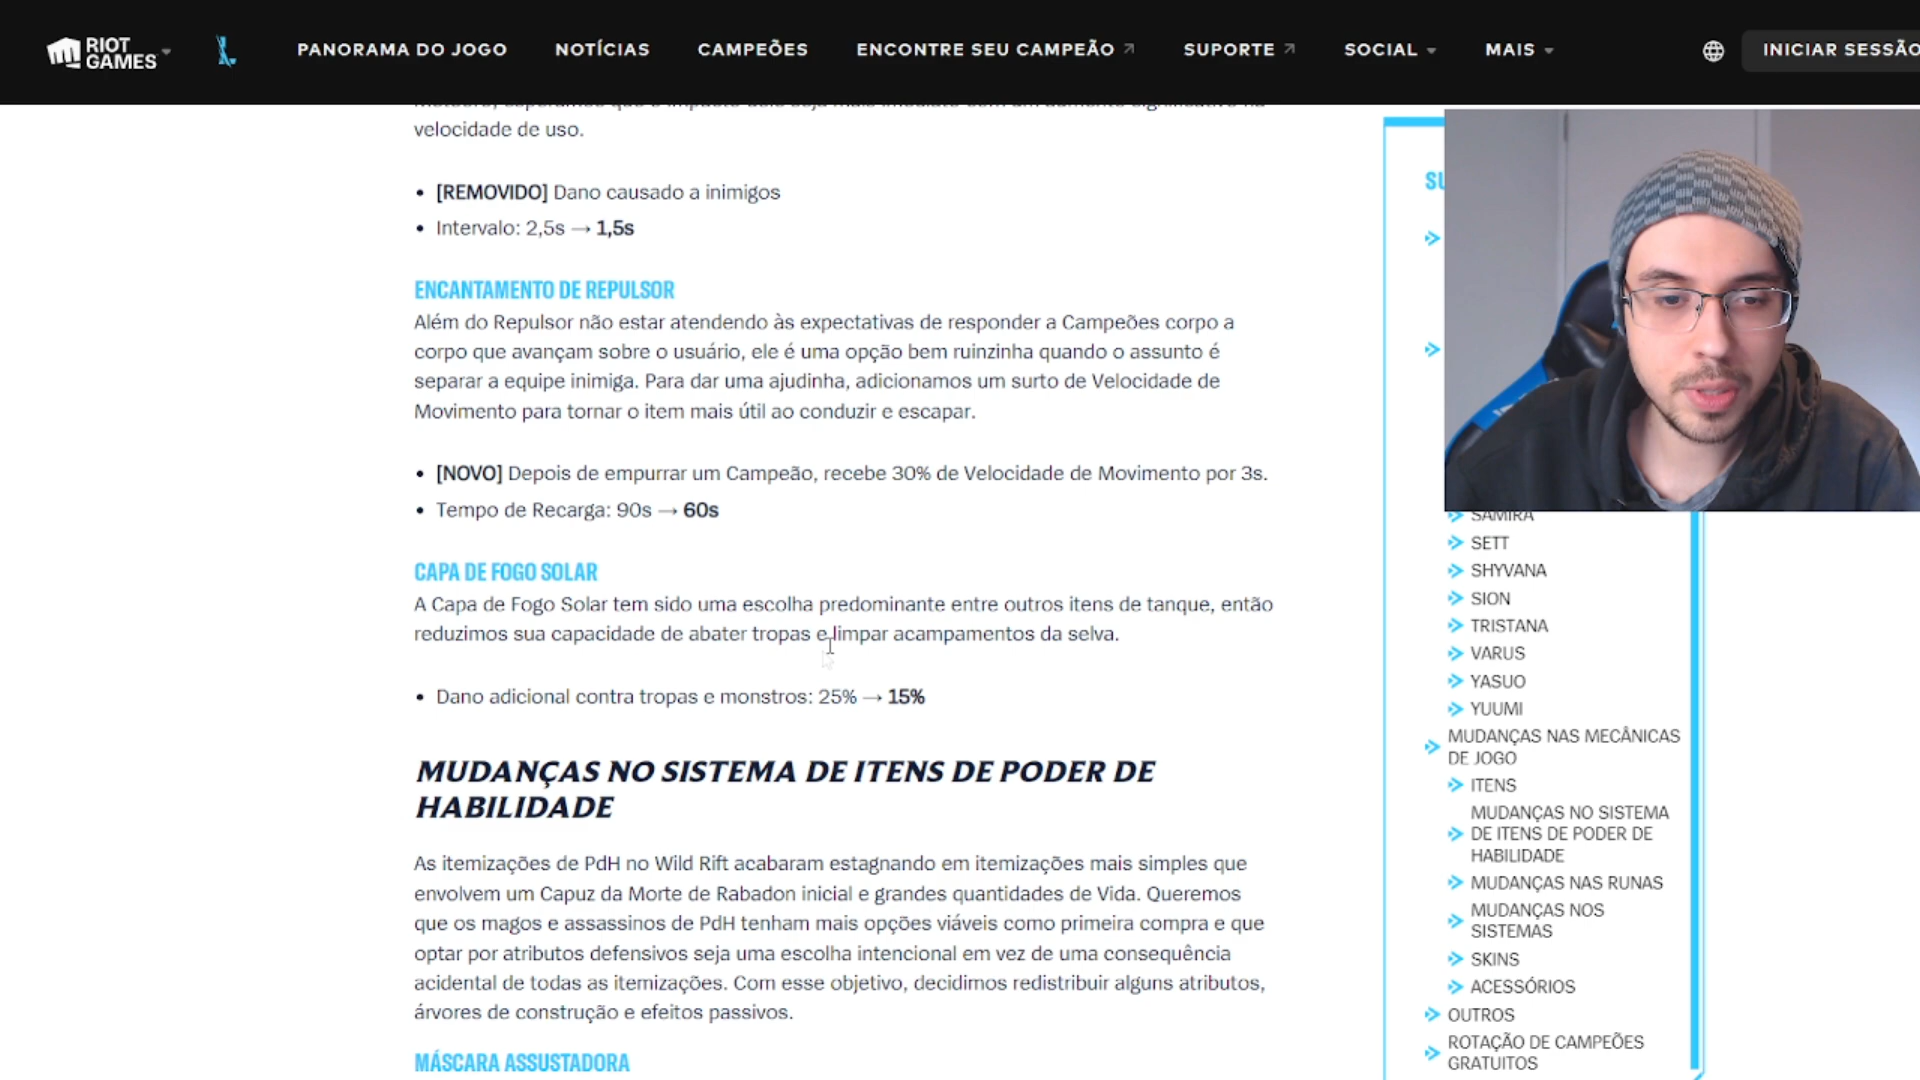 RIOT GAMES
PANORAMA DO JOGO
NOTÍCIAS
CAMPEÕES
ENCONTRE SEU CAMPEÃO
SUPORTE
SOCIAL
MAIS
INICIAR SESSÃO
velocidade de uso.
• [REMOVIDO] Dano causado a inimigos
• Intervalo: 2,5s → 1,5s
ENCANTAMENTO DE REPULSOR
Além do Repulsor não estar atendendo às expectativas de responder a Campeões corpo a
corpo que avançam sobre o usuário, ele é uma opção bem ruinzinha quando o assunto é
separar a equipe inimiga. Para dar uma ajudinha, adicionamos um surto de Velocidade de
Movimento para tornar o item mais útil ao conduzir e escapar.
• [NOVO] Depois de empurrar um Campeão, recebe 30% de Velocidade de Movimento por 3s.
• Tempo de Recarga: 90s → 60s
CAPA DE FOGO SOLAR
A Capa de Fogo Solar tem sido uma escolha predominante entre outros itens de tanque, então
reduzimos sua capacidade de abater tropas e limpar acampamentos da selva.
• Dano adicional contra tropas e monstros: 25% → 15%
MUDANÇAS NO SISTEMA DE ITENS DE PODER DE
HABILIDADE
As itemizações de PdH no Wild Rift acabaram estagnando em itemizações mais simples que
envolvem um Capuz da Morte de Rabadon inicial e grandes quantidades de Vida. Queremos
que os magos e assassinos de PdH tenham mais opções viáveis como primeira compra e que
optar por atributos defensivos seja uma escolha intencional em vez de uma consequência
acidental de todas as itemizações. Com esse objetivo, decidimos redistribuir alguns atributos,
árvores de construção e efeitos passivos.
MÁSCARA ASSUSTADORA
SAMIRA
SETT
SHYVANA
SION
TRISTANA
VARUS
YASUO
YUUMI
MUDANÇAS NAS MECÂNICAS
DE JOGO
ITENS
MUDANÇAS NO SISTEMA
DE ITENS DE PODER DE
HABILIDADE
MUDANÇAS NAS RUNAS
MUDANÇAS NOS
SISTEMAS
SKINS
ACESSÓRIOS
OUTROS
ROTAÇÃO DE CAMPEÕES
GRATUITOS